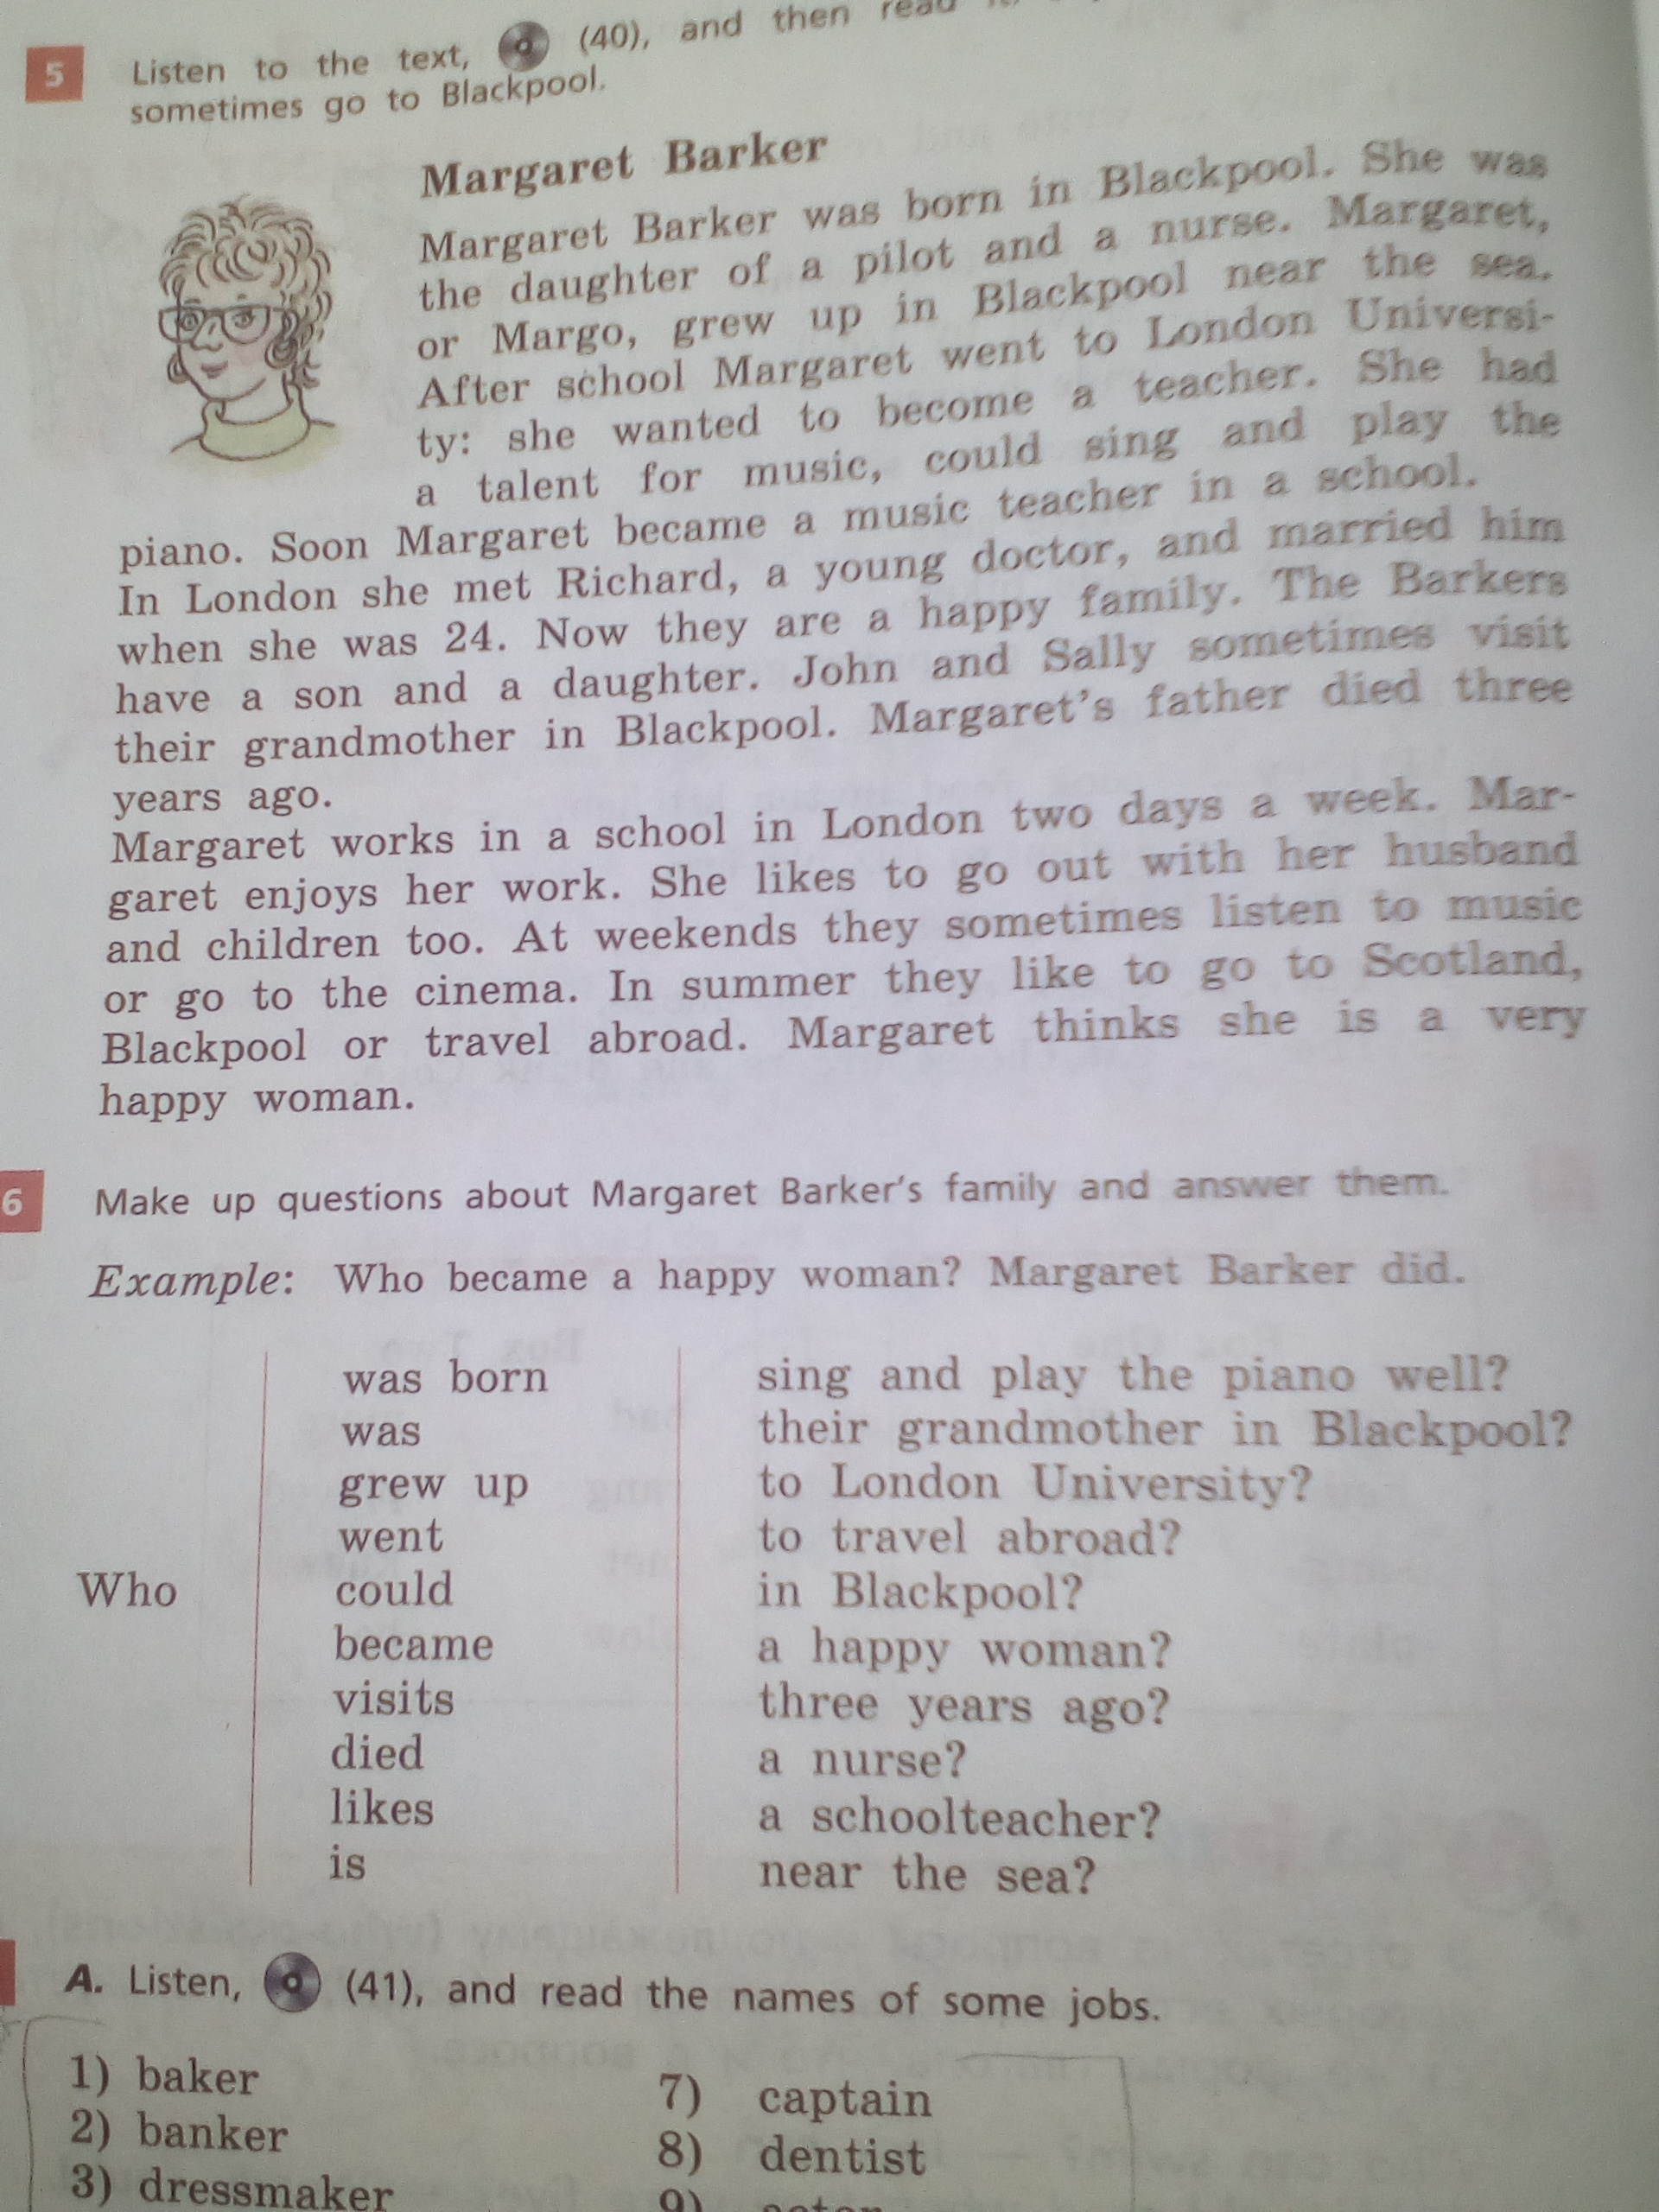 5 Listen to the text, (40), and then read
sometimes go to Blackpool.
Margaret Barker
Margaret Barker was born in Blackpool. She was
the daughter of a pilot and a nurse. Margaret,
or Margo, grew up in Blackpool near the sea.
After school Margaret went to London Universi-
ty: she wanted to become a teacher. She had
a talent for music, could sing and play the
piano. Soon Margaret became a music teacher in a school.
In London she met Richard, a young doctor, and married him
when she was 24. Now they are a happy family. The Barkers
have a son and a daughter. John and Sally sometimes visit
their grandmother in Blackpool. Margaret's father died three
years ago.
Margaret works in a school in London two days a week. Mar-
garet enjoys her work. She likes to go out with her husband
and children too. At weekends they sometimes listen to music
or go to the cinema. In summer they like to go to Scotland,
Blackpool or travel abroad. Margaret thinks she is a very
happy woman.
6 Make up questions about Margaret Barker's family and answer them.
Example: Who became a happy woman? Margaret Barker did.
Who
was born
was
grew up
went
could
became
visits
died
likes
is
sing and play the piano well?
their grandmother in Blackpool?
to London University?
to travel abroad?
in Blackpool?
a happy woman?
three years ago?
a nurse?
a schoolteacher?
near the sea?
A. Listen, (41), and read the names of some jobs.
1) baker
2) banker
3) dressmaker
7) captain
8) dentist
9)